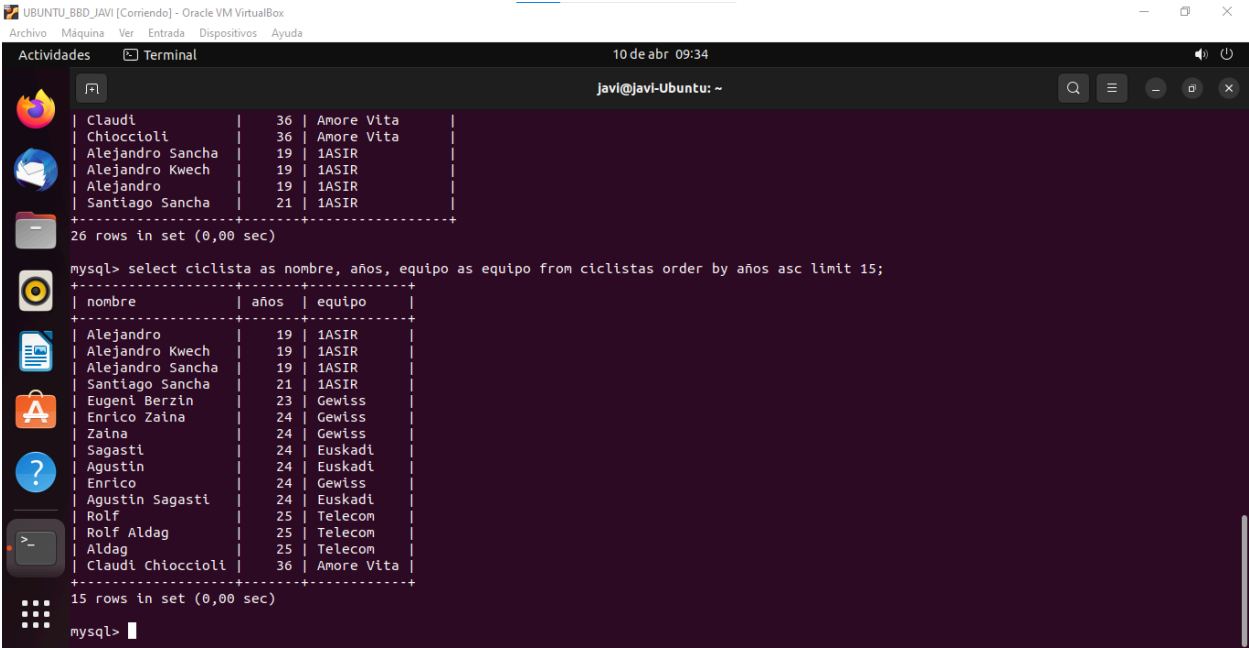 UBUNTU_BBD_JAVI [Corriendo] - Oracle VM VirtualBox
Archivo Máquina Ver Entrada Dispositivos Ayuda
Actividades Terminal 10 de abr 09:34
javi@javi-Ubuntu: ~
| Claudi             |    36 | Amore Vita      |
| Chioccioli         |    36 | Amore Vita      |
| Alejandro Sancha   |    19 | 1ASIR           |
| Alejandro Kwech    |    19 | 1ASIR           |
| Alejandro          |    19 | 1ASIR           |
| Santiago Sancha    |    21 | 1ASIR           |
+-------------------+-------+-----------------+
26 rows in set (0,00 sec)
mysql> select ciclista as nombre, años, equipo as equipo from ciclistas order by años asc limit 15;
+-------------------+-------+------------+
| nombre            | años  | equipo     |
+-------------------+-------+------------+
| Alejandro         |    19 | 1ASIR      |
| Alejandro Kwech   |    19 | 1ASIR      |
| Alejandro Sancha  |    19 | 1ASIR      |
| Santiago Sancha   |    21 | 1ASIR      |
| Eugeni Berzin     |    23 | Gewiss     |
| Enrico Zaina      |    24 | Gewiss     |
| Zaina             |    24 | Gewiss     |
| Sagasti           |    24 | Euskadi    |
| Agustin           |    24 | Euskadi    |
| Enrico            |    24 | Gewiss     |
| Agustin Sagasti   |    24 | Euskadi    |
| Rolf              |    25 | Telecom    |
| Rolf Aldag        |    25 | Telecom    |
| Aldag             |    25 | Telecom    |
| Claudi Chioccioli |    36 | Amore Vita |
+-------------------+-------+------------+
15 rows in set (0,00 sec)
mysql>